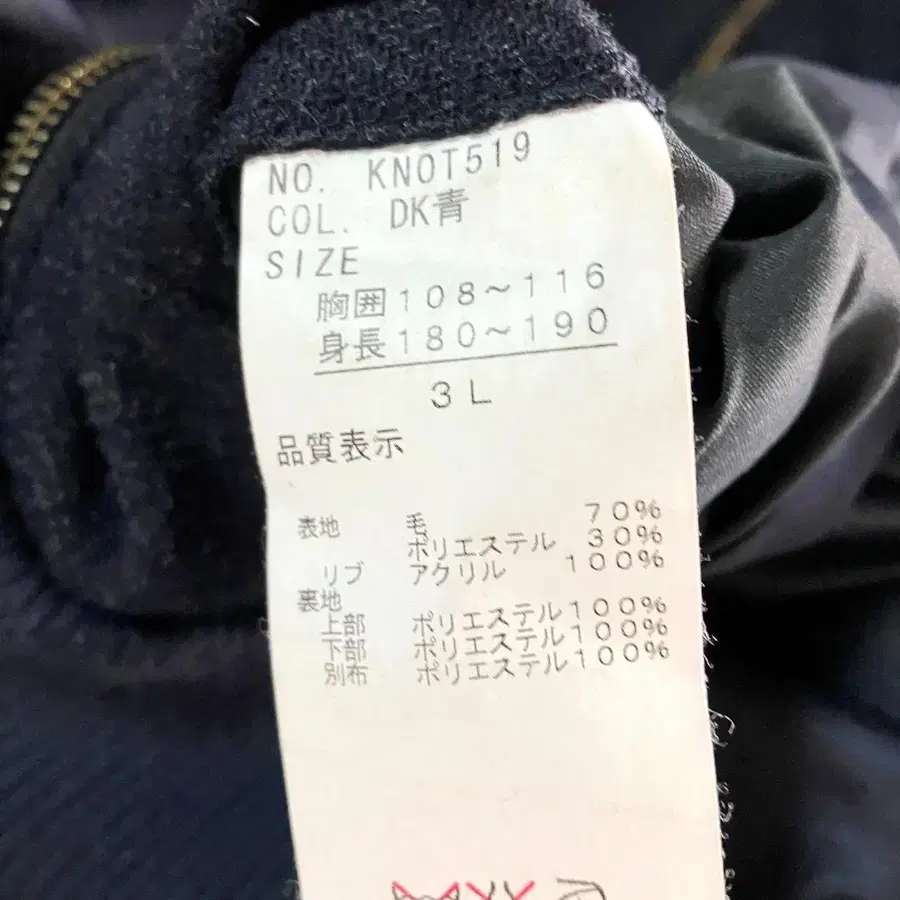 NO. KNOT519
COL. DK青
SIZE
胸囲108～116
身長180～190
3L
品質表示
表地 毛 70%
ポリエステル 30%
リブ アクリル 100%
裏地
上部 ポリエステル100%
下部 ポリエステル100%
別布 ポリエステル100%